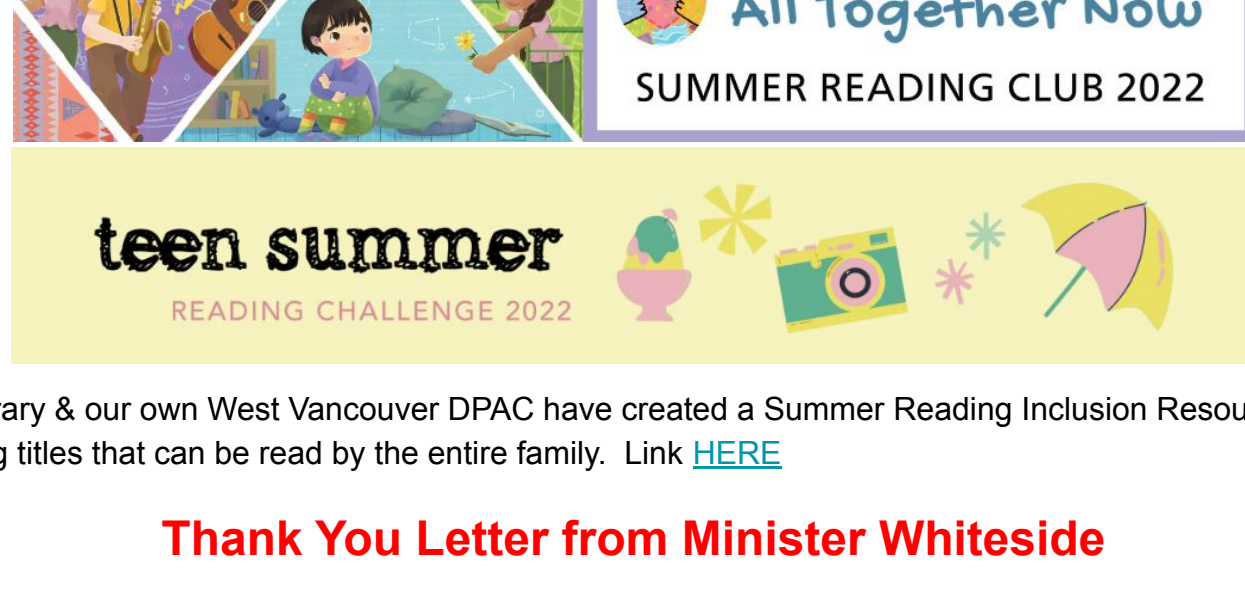 All Together Now
SUMMER READING CLUB 2022
teen summer
READING CHALLENGE 2022
& our own West Vancouver DPAC have created a Summer Reading Inclusion
titles that can be read by the entire family. Link HERE
Thank You Letter from Minister Whiteside